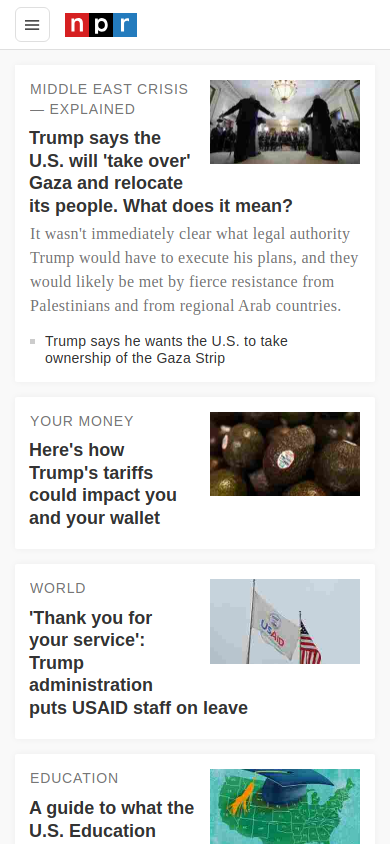 npr
MIDDLE EAST CRISIS
— EXPLAINED
Trump says the
U.S. will 'take over'
Gaza and relocate
its people. What does it mean?
It wasn't immediately clear what legal authority
Trump would have to execute his plans, and they
would likely be met by fierce resistance from
Palestinians and from regional Arab countries.
Trump says he wants the U.S. to take
ownership of the Gaza Strip
YOUR MONEY
Here's how
Trump's tariffs
could impact you
and your wallet
WORLD
'Thank you for
your service':
Trump
administration
puts USAID staff on leave
USAID
EDUCATION
A guide to what the
U.S. Education